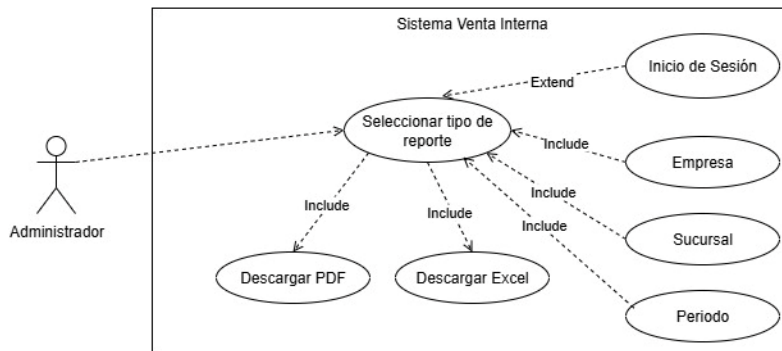 Sistema Venta Interna
Inicio de Sesión
Extend
Seleccionar tipo de
reporte
Include
Empresa
Include
Include
Include
Include
Sucursal
Administrador
Descargar PDF
Descargar Excel
Periodo